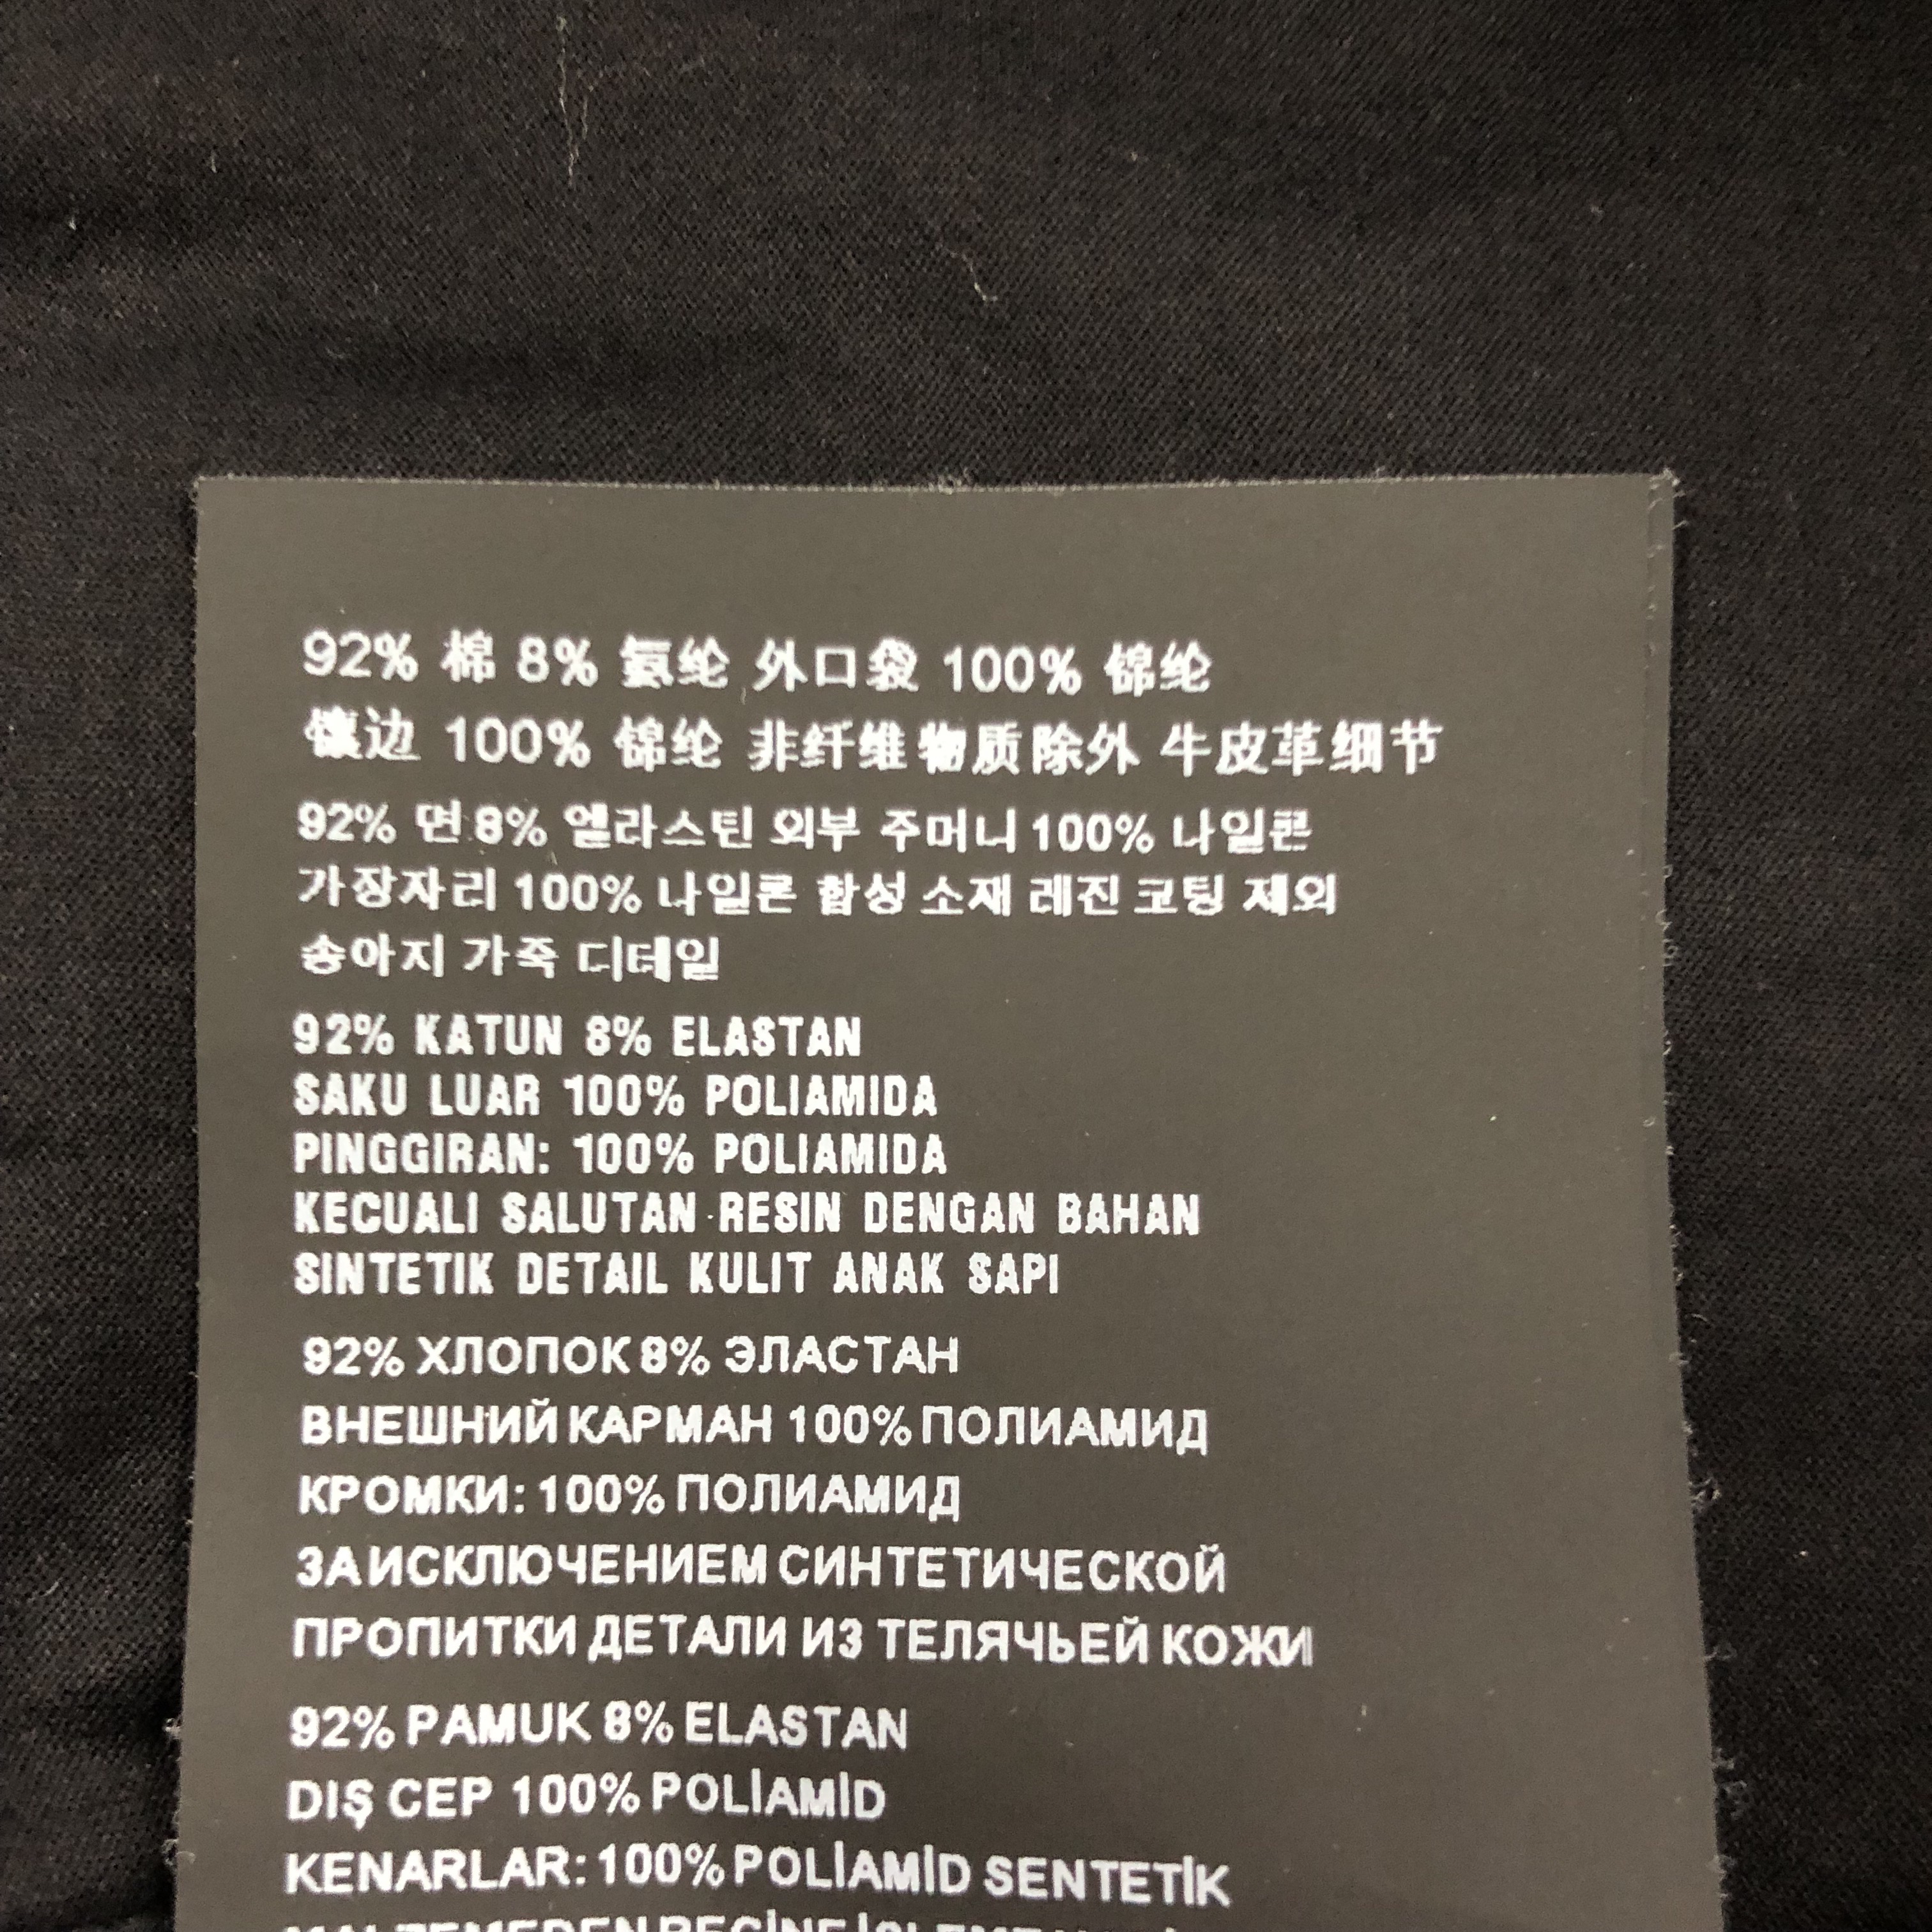 92% 棉 8% 氨纶 外口袋 100% 锦纶
镶边 100% 锦纶 非纤维物质除外 牛皮革细节
92% 면 8% 엘라스틴 외부 주머니 100% 나일론
가장자리 100% 나일론 합성 소재 레진 코팅 제외
송아지 가죽 디테일
92% KATUN 8% ELASTAN
SAKU LUAR 100% POLIAMIDA
PINGGIRAN: 100% POLIAMIDA
KECUALI SALUTAN RESIN DENGAN BAHAN
SINTETIK DETAIL KULIT ANAK SAPI
92% ХЛОПОК 8% ЭЛАСТАН
ВНЕШНИЙ КАРМАН 100% ПОЛИАМИД
КРОМКИ: 100% ПОЛИАМИД
ЗА ИСКЛЮЧЕНИЕМ СИНТЕТИЧЕСКОЙ
ПРОПИТКИ ДЕТАЛИ ИЗ ТЕЛЯЧЬЕЙ КОЖИ
92% PAMUK 8% ELASTAN
DIŞ CEP 100% POLİAMİD
KENARLAR: 100% POLİAMİD SENTETİK